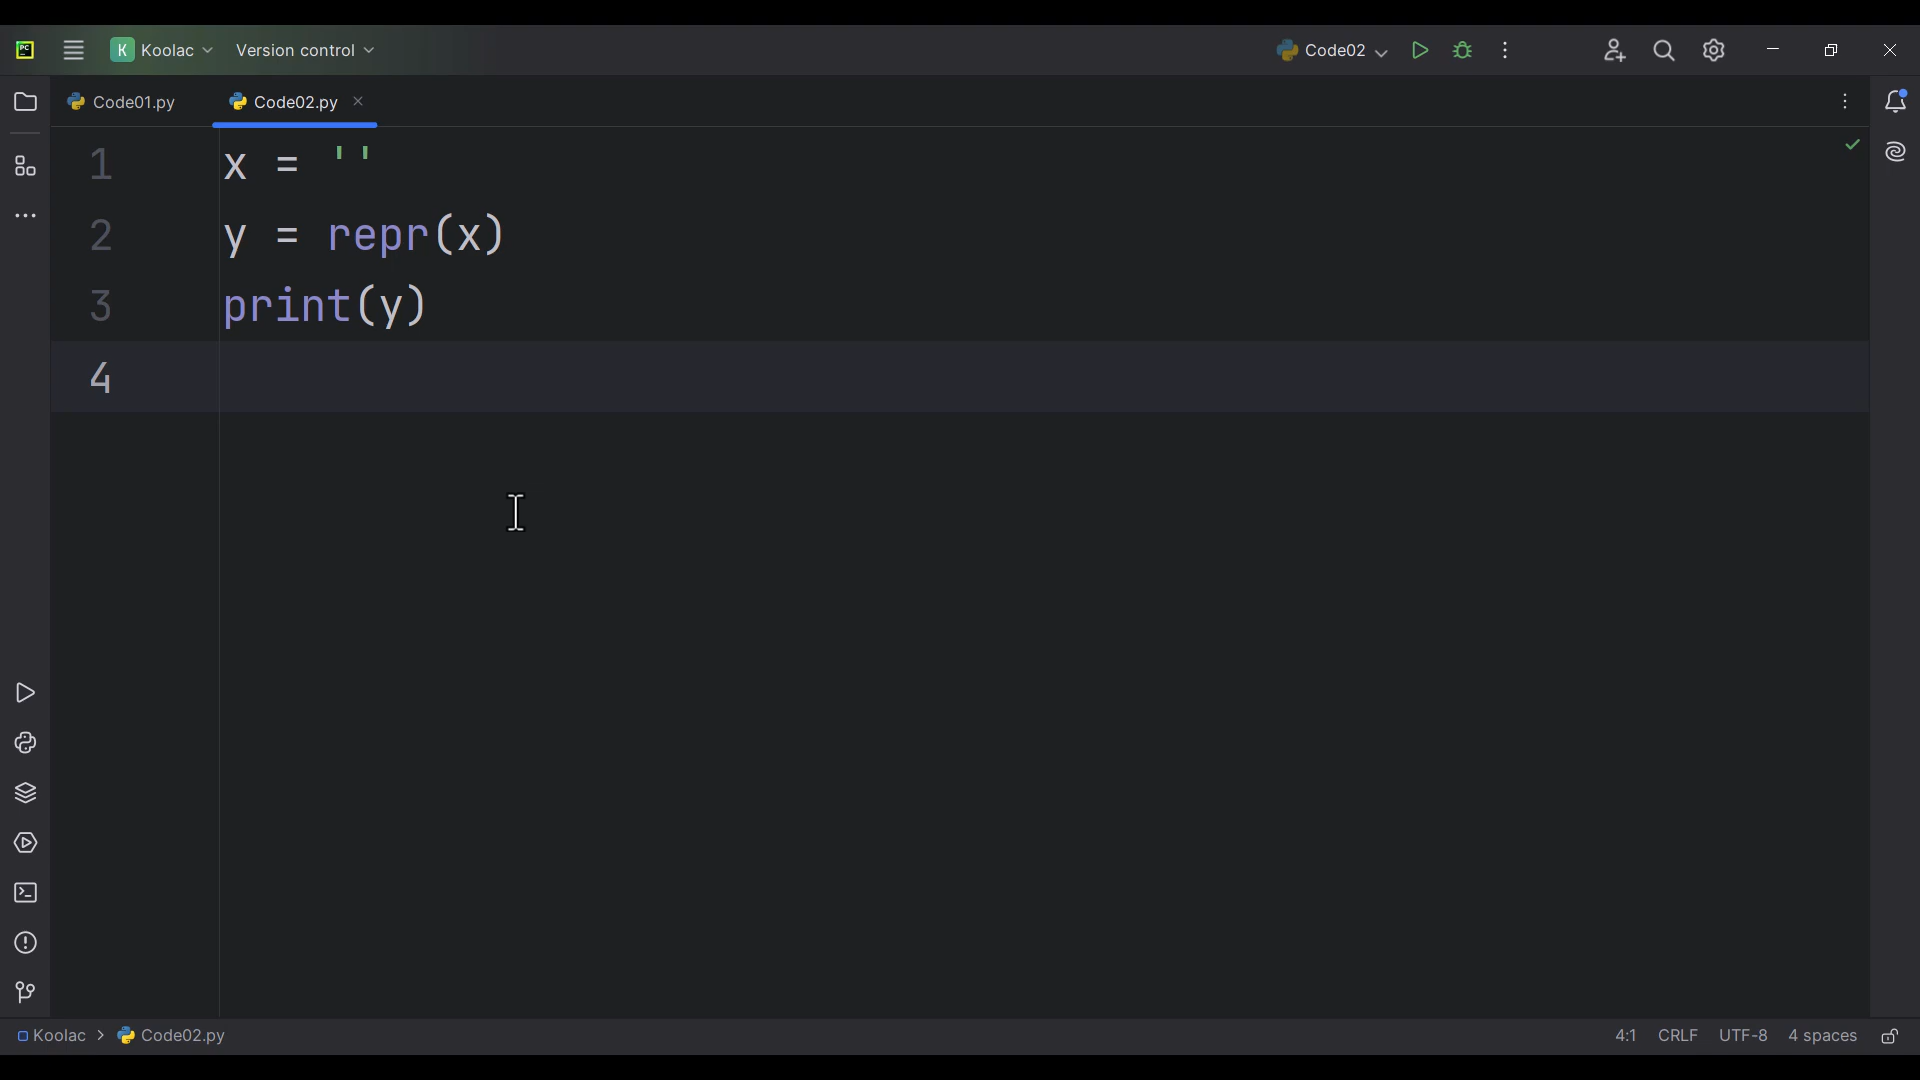 PC
K Koolac Version control Code02
Code01.py Code02.py
1 x = ''
2 y = repr(x)
3 print(y)
4
Koolac > Code02.py 4:1 CRLF UTF-8 4 spaces